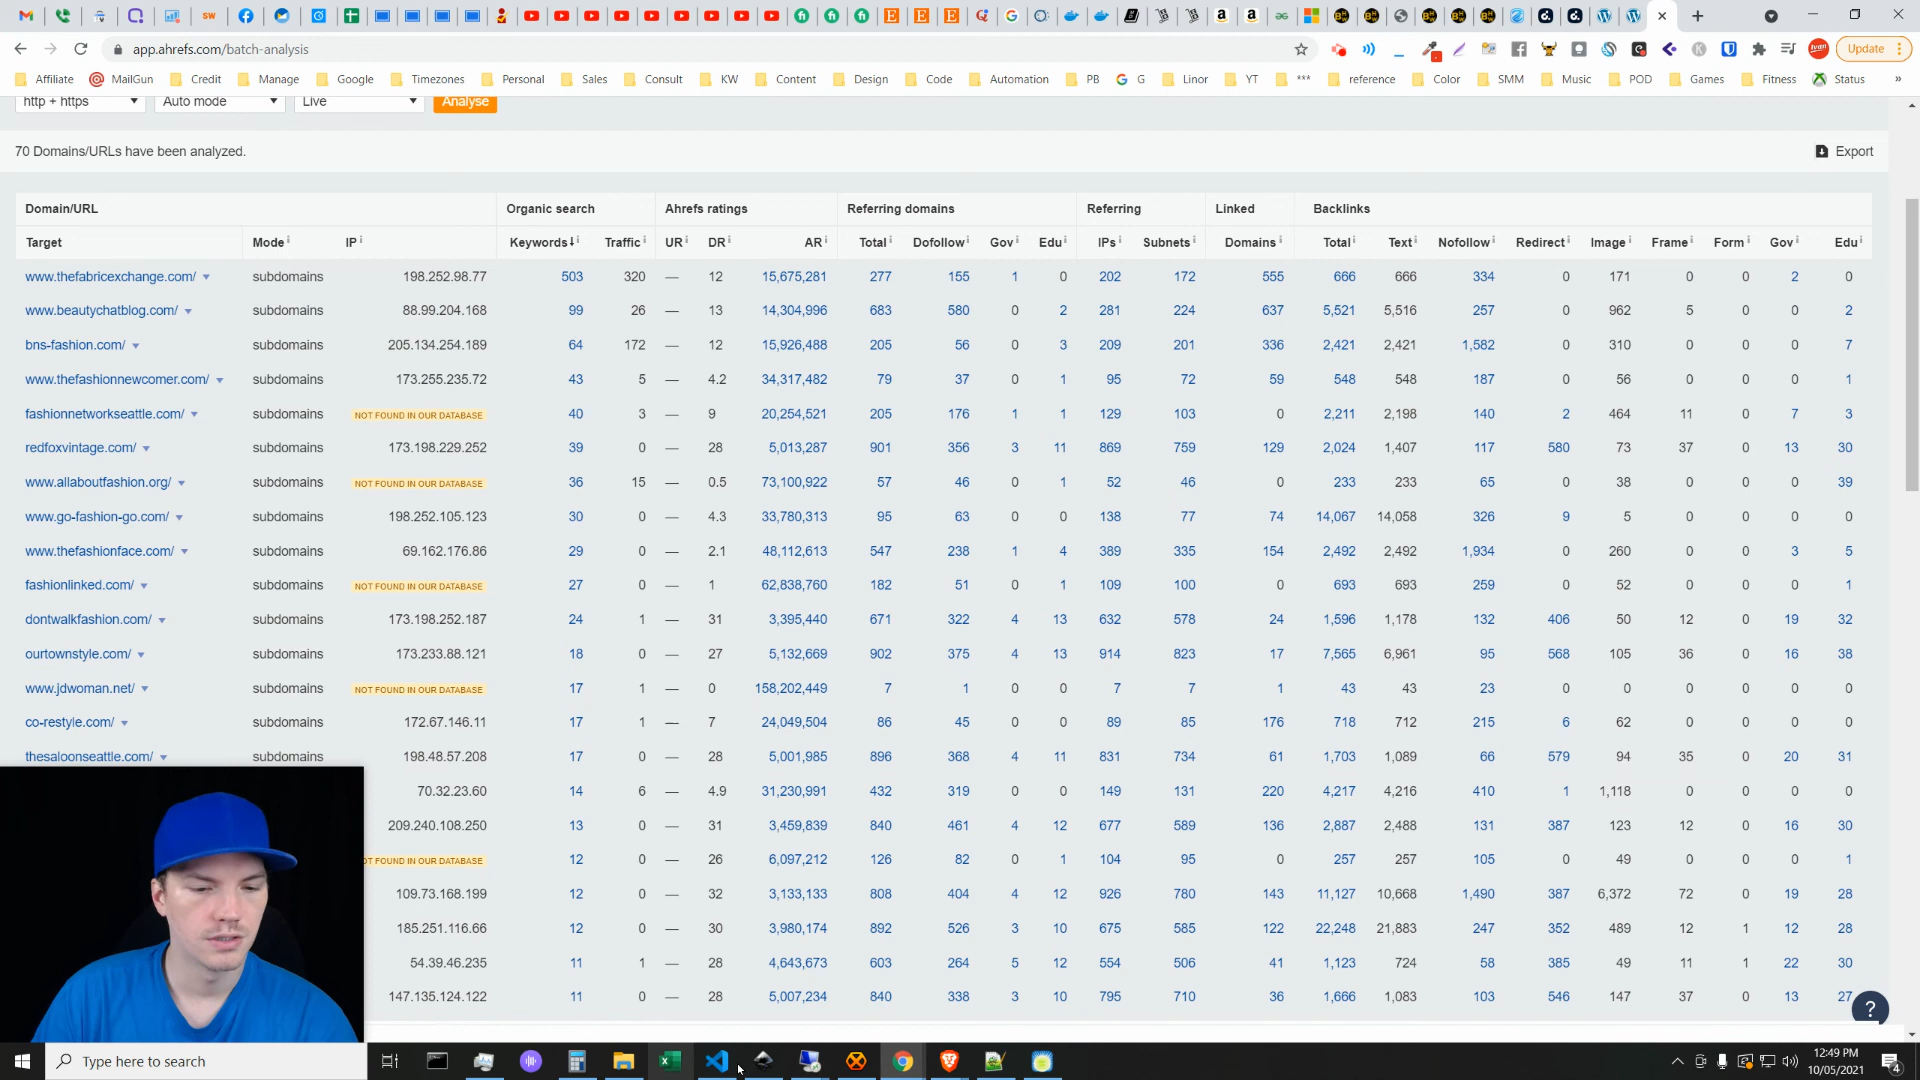 app.ahrefs.com/batch-analysis
Update
Affiliate MailGun Credit Manage Google Timezones Personal Sales Consult KW Content Design Code Automation PB G Linor YT *** reference Color SMM Music POD Games Fitness Status »
http + https Auto mode Live Analyse
70 Domains/URLs have been analyzed. Export
Domain/URL Organic search Ahrefs ratings Referring domains Referring Linked Backlinks
Target Mode IP Keywords Traffic UR DR AR Total Dofollow Gov Edu IPs Subnets Domains Total Text Nofollow Redirect Image Frame Form Gov Edu
www.thefabricexchange.com/ subdomains 198.252.98.77 503 320 — 12 15,675,281 277 155 1 0 202 172 555 666 666 334 0 171 0 0 2 0
www.beautychatblog.com/ subdomains 88.99.204.168 99 26 — 13 14,304,996 683 580 0 2 281 224 637 5,521 5,516 257 0 962 5 0 0 2
bns-fashion.com/ subdomains 205.134.254.189 64 172 — 12 15,926,488 205 56 0 3 209 201 336 2,421 2,421 1,582 0 310 0 0 0 7
www.thefashionnewcomer.com/ subdomains 173.255.235.72 43 5 — 4.2 34,317,482 79 37 0 1 95 72 59 548 548 187 0 56 0 0 0 1
fashionnetworkseattle.com/ subdomains NOT FOUND IN OUR DATABASE 40 3 — 9 20,254,521 205 176 1 1 129 103 0 2,211 2,198 140 2 464 11 0 7 3
redfoxvintage.com/ subdomains 173.198.229.252 39 0 — 28 5,013,287 901 356 3 11 869 759 129 2,024 1,407 117 580 73 37 0 13 30
www.allaboutfashion.org/ subdomains NOT FOUND IN OUR DATABASE 36 15 — 0.5 73,100,922 57 46 0 1 52 46 0 233 233 65 0 38 0 0 0 39
www.go-fashion-go.com/ subdomains 198.252.105.123 30 0 — 4.3 33,780,313 95 63 0 0 138 77 74 14,067 14,058 326 9 5 0 0 0 0
www.thefashionface.com/ subdomains 69.162.176.86 29 0 — 2.1 48,112,613 547 238 1 4 389 335 154 2,492 2,492 1,934 0 260 0 0 3 5
fashionlinked.com/ subdomains NOT FOUND IN OUR DATABASE 27 0 — 1 62,838,760 182 51 0 1 109 100 0 693 693 259 0 52 0 0 0 1
dontwalkfashion.com/ subdomains 173.198.252.187 24 1 — 31 3,395,440 671 322 4 13 632 578 24 1,596 1,178 132 406 50 12 0 19 32
ourtownstyle.com/ subdomains 173.233.88.121 18 0 — 27 5,132,669 902 375 4 13 914 823 17 7,565 6,961 95 568 105 36 0 16 38
www.jdwoman.net/ subdomains NOT FOUND IN OUR DATABASE 17 1 — 0 158,202,449 7 1 0 0 7 7 1 43 43 23 0 0 0 0 0 0
co-restyle.com/ subdomains 172.67.146.11 17 1 — 7 24,049,504 86 45 0 0 89 85 176 718 712 215 6 62 0 0 0 0
thesaloonseattle.com/ subdomains 198.48.57.208 17 0 — 28 5,001,985 896 368 4 11 831 734 61 1,703 1,089 66 579 94 35 0 20 31
70.32.23.60 14 6 — 4.9 31,230,991 432 319 0 0 149 131 220 4,217 4,216 410 1 1,118 0 0 0 0
209.240.108.250 13 0 — 31 3,459,839 840 461 4 12 677 589 136 2,887 2,488 131 387 123 12 0 16 30
OT FOUND IN OUR DATABASE 12 0 — 26 6,097,212 126 82 0 1 104 95 0 257 257 105 0 49 0 0 0 1
109.73.168.199 12 0 — 32 3,133,133 808 404 4 12 926 780 143 11,127 10,668 1,490 387 6,372 72 0 19 28
185.251.116.66 12 0 — 30 3,980,174 892 526 3 10 675 585 122 22,248 21,883 247 352 489 12 1 12 28
54.39.46.235 11 1 — 28 4,643,673 603 264 5 12 554 506 41 1,123 724 58 385 49 11 1 22 30
147.135.124.122 11 0 — 28 5,007,234 840 338 3 10 795 710 36 1,666 1,083 103 546 147 37 0 13 27
?
Type here to search
12:49 PM
10/05/2021
4